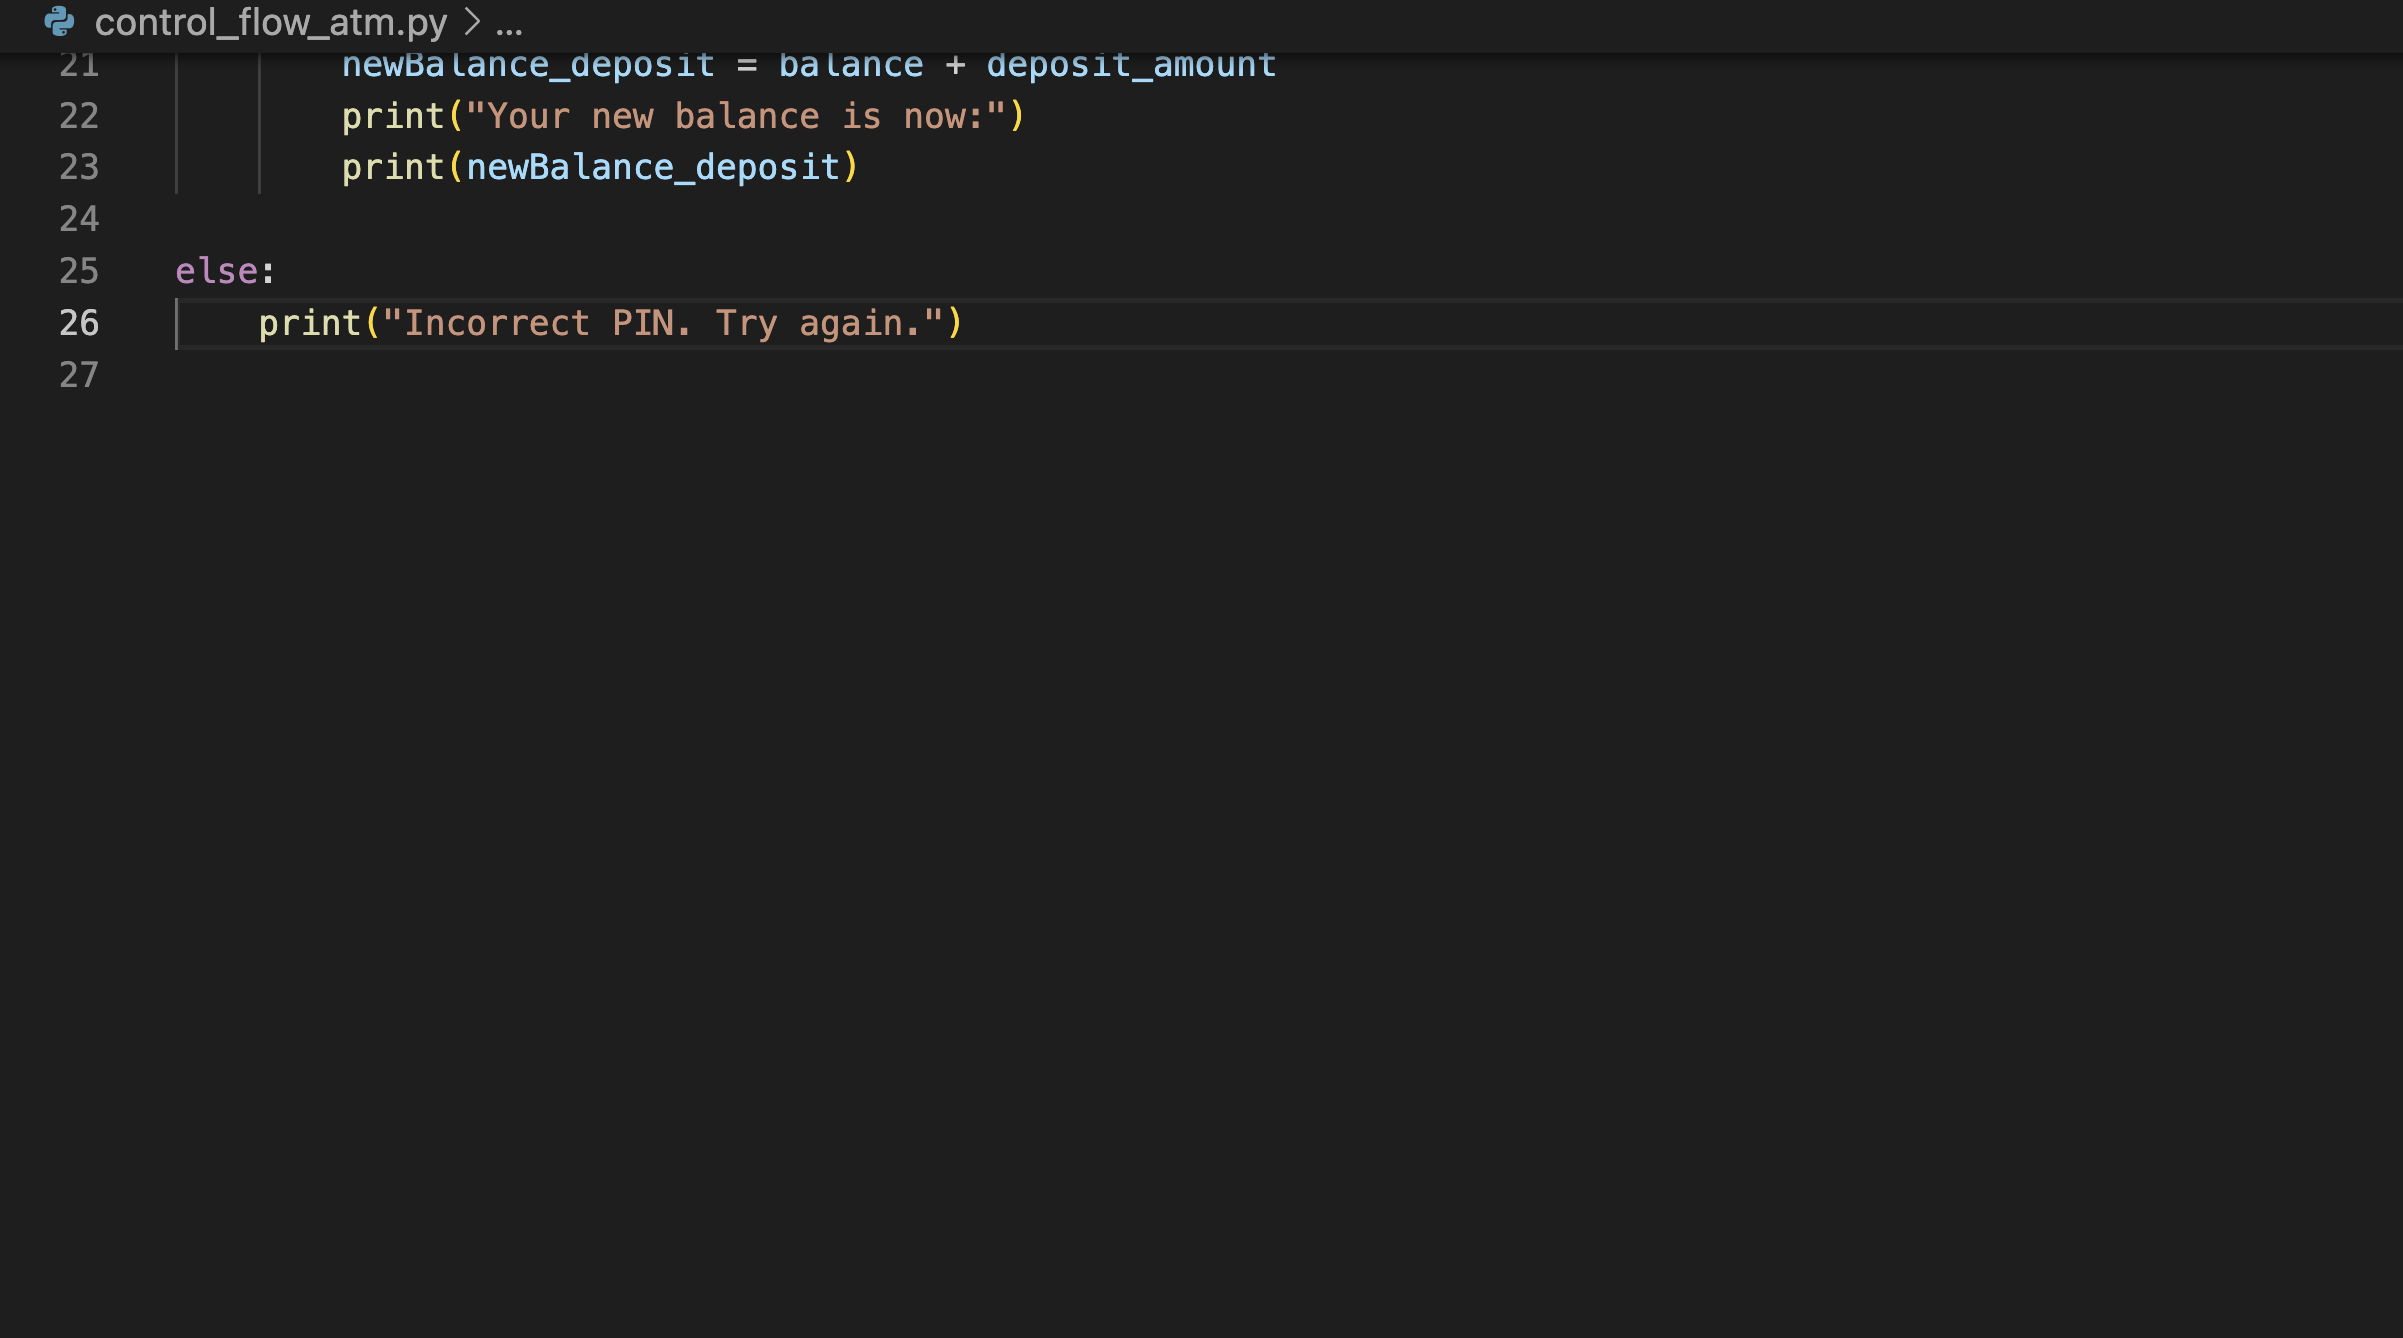 control_flow_atm.py > ...
21 newBalance_deposit = balance + deposit_amount
22 print("Your new balance is now:")
23 print(newBalance_deposit)
24
25 else:
26 print("Incorrect PIN. Try again.")
27